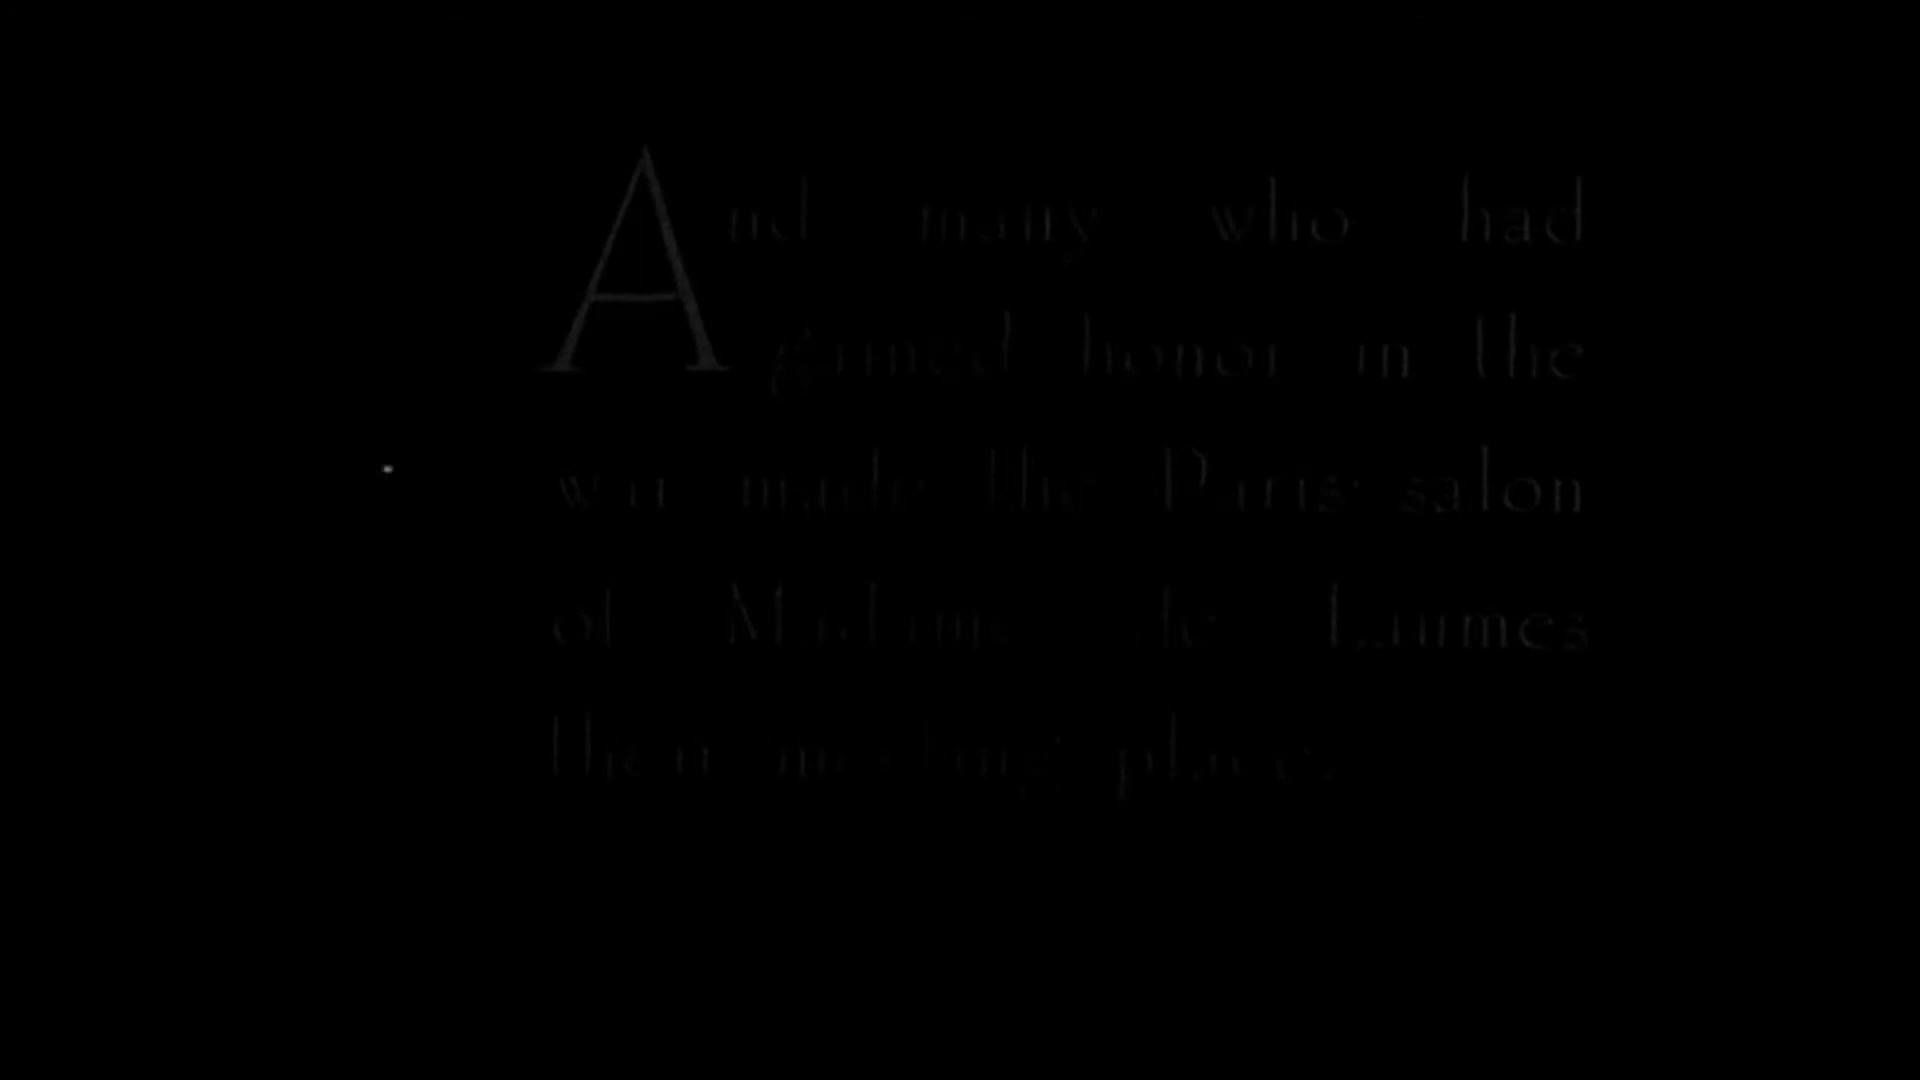 And many who had
gained honor in the
war made the Paris salon
of Madame de Laumes
their meeting place.